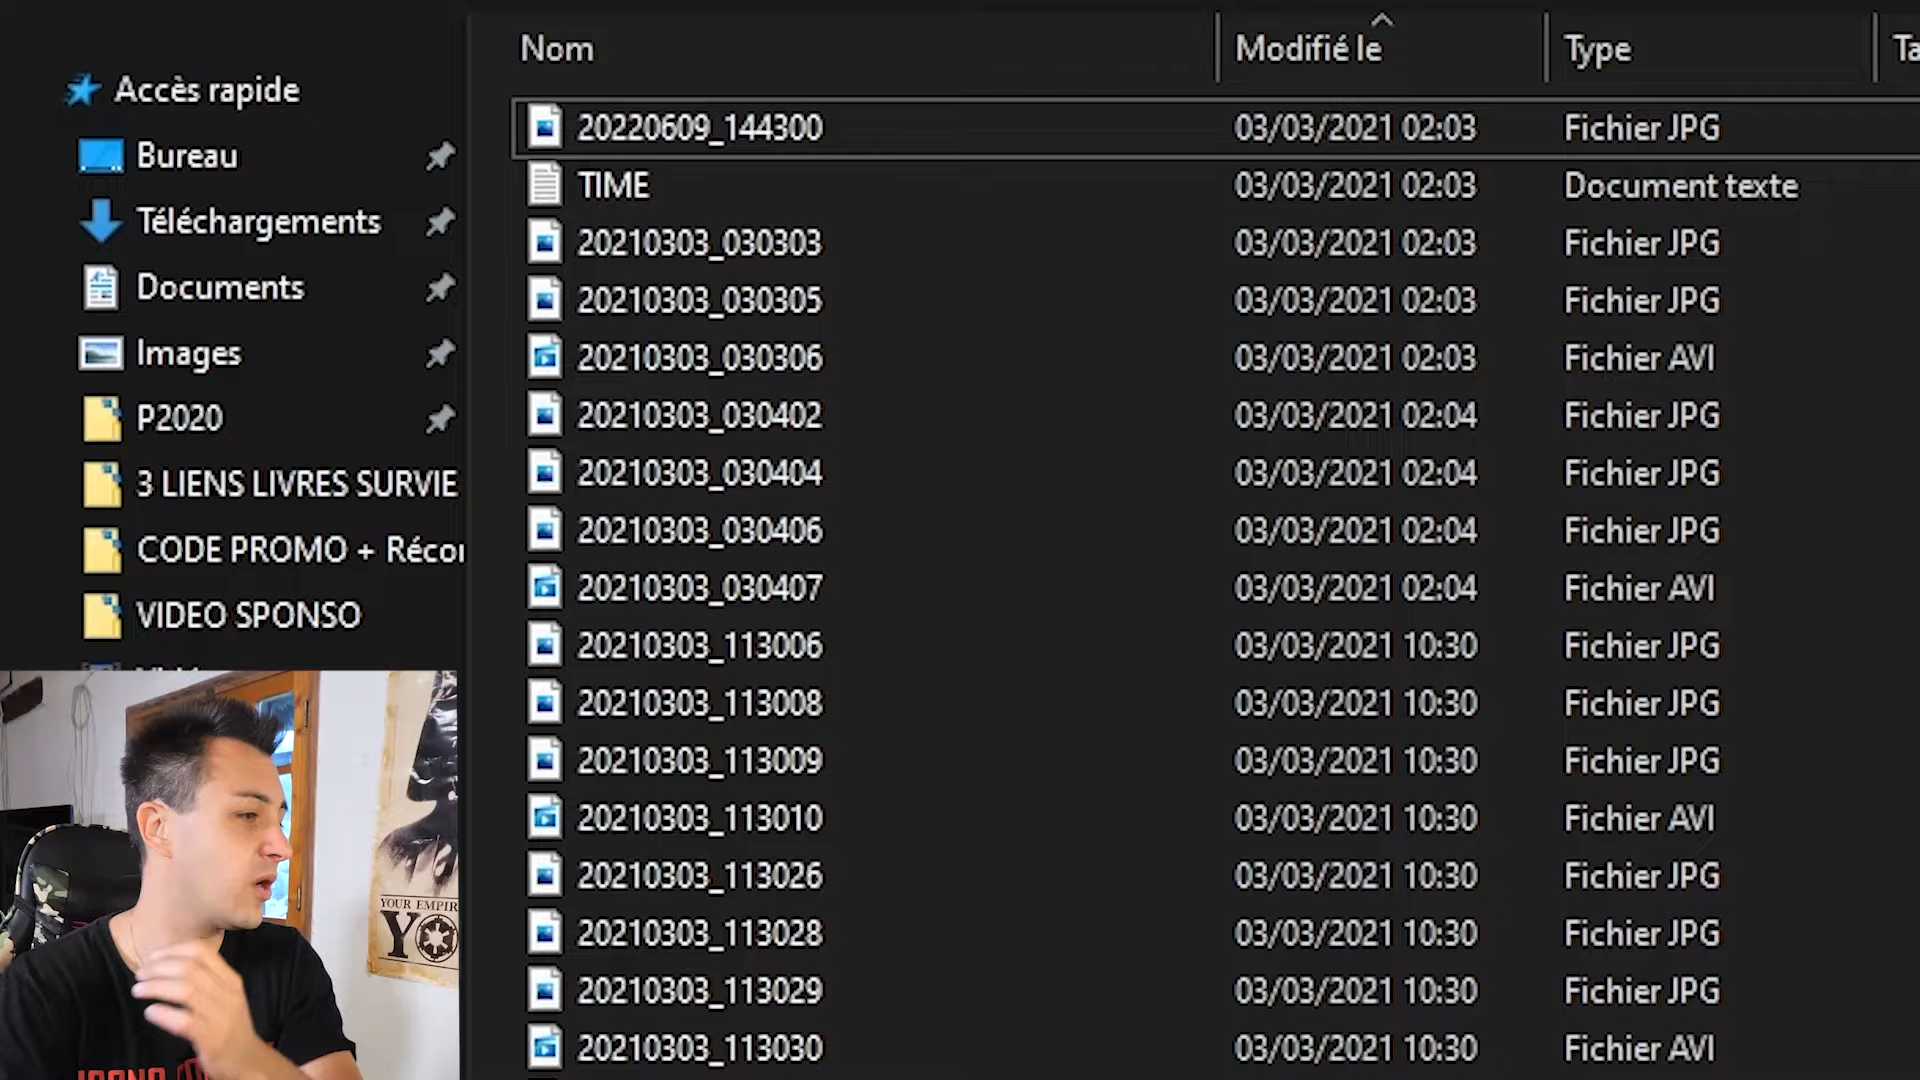 Accès rapide
Bureau
Téléchargements
Documents
Images
P2020
3 LIENS LIVRES SURVIE
CODE PROMO + Récor
VIDEO SPONSO
Nom Modifié le Type Ta
20220609_144300 03/03/2021 02:03 Fichier JPG
TIME 03/03/2021 02:03 Document texte
20210303_030303 03/03/2021 02:03 Fichier JPG
20210303_030305 03/03/2021 02:03 Fichier JPG
20210303_030306 03/03/2021 02:03 Fichier AVI
20210303_030402 03/03/2021 02:04 Fichier JPG
20210303_030404 03/03/2021 02:04 Fichier JPG
20210303_030406 03/03/2021 02:04 Fichier JPG
20210303_030407 03/03/2021 02:04 Fichier AVI
20210303_113006 03/03/2021 10:30 Fichier JPG
20210303_113008 03/03/2021 10:30 Fichier JPG
20210303_113009 03/03/2021 10:30 Fichier JPG
20210303_113010 03/03/2021 10:30 Fichier AVI
20210303_113026 03/03/2021 10:30 Fichier JPG
20210303_113028 03/03/2021 10:30 Fichier JPG
20210303_113029 03/03/2021 10:30 Fichier JPG
20210303_113030 03/03/2021 10:30 Fichier AVI
YOUR EMPIR
YO